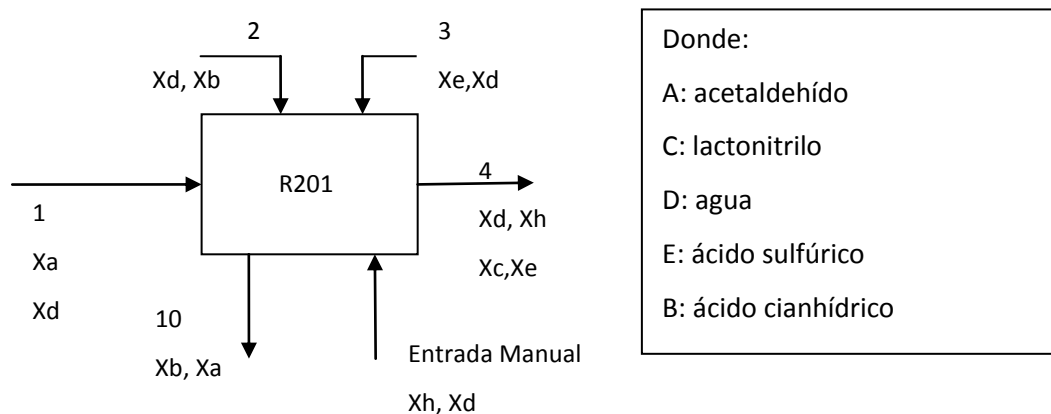 2
Xd, Xb
3
Xe,Xd
R201
1
Xa
Xd
4
Xd, Xh
Xc,Xe
10
Xb, Xa
Entrada Manual
Xh, Xd
Donde:
A: acetaldehído
C: lactonitrilo
D: agua
E: ácido sulfúrico
B: ácido cianhídrico